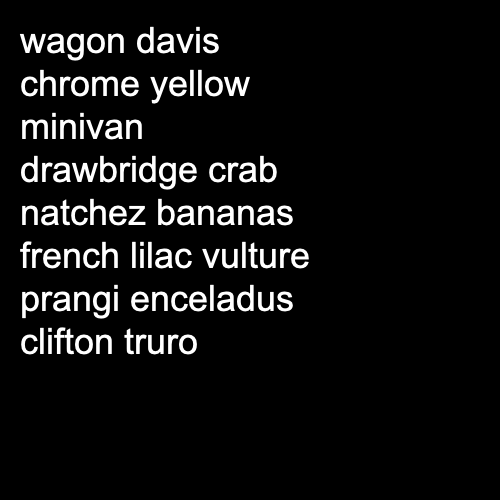 wagon davis
chrome yellow
minivan
drawbridge crab
natchez bananas
french lilac vulture
prangi enceladus
clifton truro